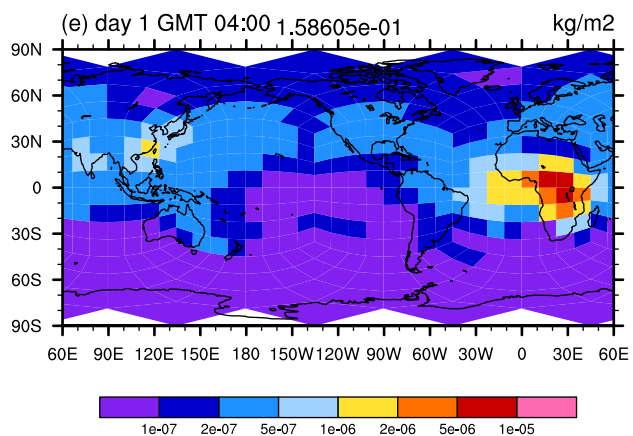 (e) day 1 GMT 04:00 1.58605e-01 kg/m2
90N
60N
30N
0
30S
60S
90S
60E 90E 120E 150E 180 150W 120W 90W 60W 30W 0 30E 60E
1e-07 2e-07 5e-07 1e-06 2e-06 5e-06 1e-05